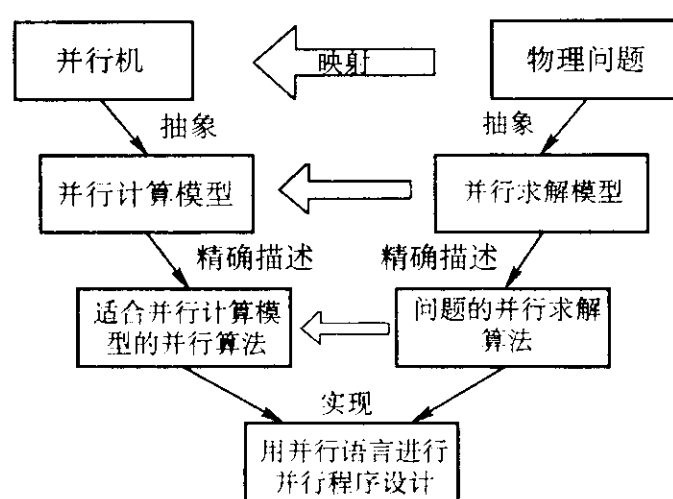 并行机
映射
物理问题
抽象
抽象
并行计算模型
并行求解模型
精确描述
精确描述
适合并行计算模
型的并行算法
问题的并行求解
算法
实现
用并行语言进行
并行程序设计